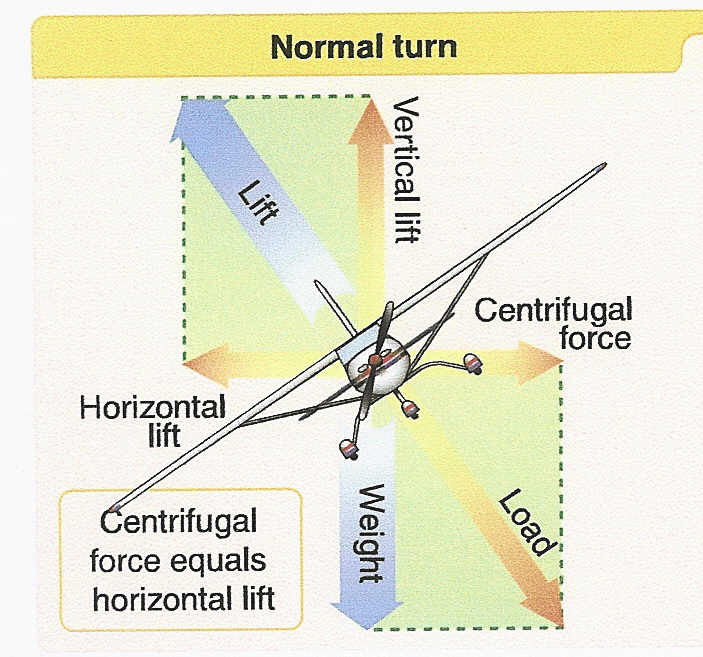 Normal turn
Lift
Vertical lift
Centrifugal
force
Horizontal
lift
Weight
Load
Centrifugal
force equals
horizontal lift